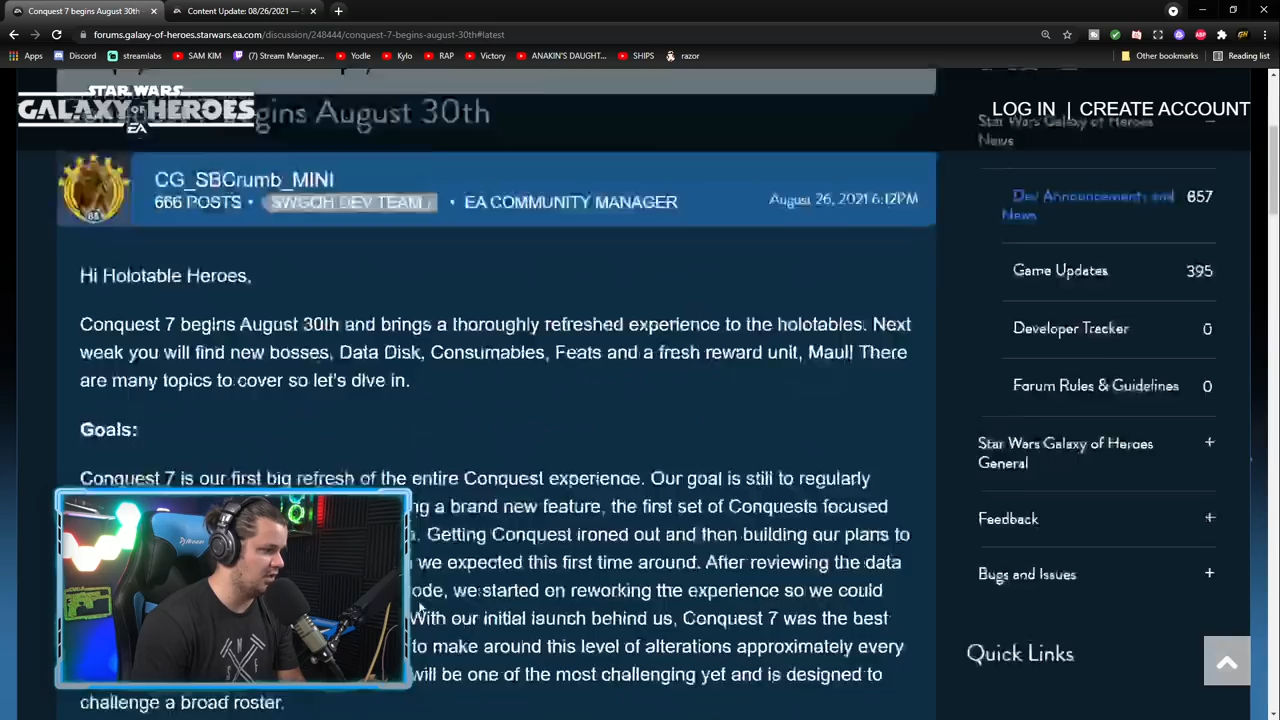 Conquest 7 begins August 30th
Content Update: 08/26/2021 —
forums.galaxy-of-heroes.starwars.ea.com/discussion/248444/conquest-7-begins-august-30th#latest
Apps
Discord
streamlabs
SAM KIM
(7) Stream Manager...
Yodle
Kylo
RAP
Victory
ANAKIN'S DAUGHT...
SHIPS
razor
Other bookmarks
Reading list
STAR WARS
GALAXY OF HEROES
EA
begins August 30th
LOG IN | CREATE ACCOUNT
Star Wars Galaxy of Heroes
News
CG_SBCrumb_MINI
666 POSTS • SWGOH DEV TEAM • EA COMMUNITY MANAGER
August 26, 2021 6:12PM
88
Dev Announcements and 657
News
Game Updates 395
Developer Tracker 0
Forum Rules & Guidelines 0
Star Wars Galaxy of Heroes +
General
Feedback +
Bugs and Issues +
Quick Links
Hi Holotable Heroes,
Conquest 7 begins August 30th and brings a thoroughly refreshed experience to the holotables. Next
week you will find new bosses, Data Disk, Consumables, Feats and a fresh reward unit, Maul! There
are many topics to cover so let's dive in.
Goals:
Conquest 7 is our first big refresh of the entire Conquest experience. Our goal is still to regularly
g a brand new feature, the first set of Conquests focused
Getting Conquest ironed out and then building our plans to
we expected this first time around. After reviewing the data
ode, we started on reworking the experience so we could
With our initial launch behind us, Conquest 7 was the best
to make around this level of alterations approximately every
will be one of the most challenging yet and is designed to
challenge a broad roster.